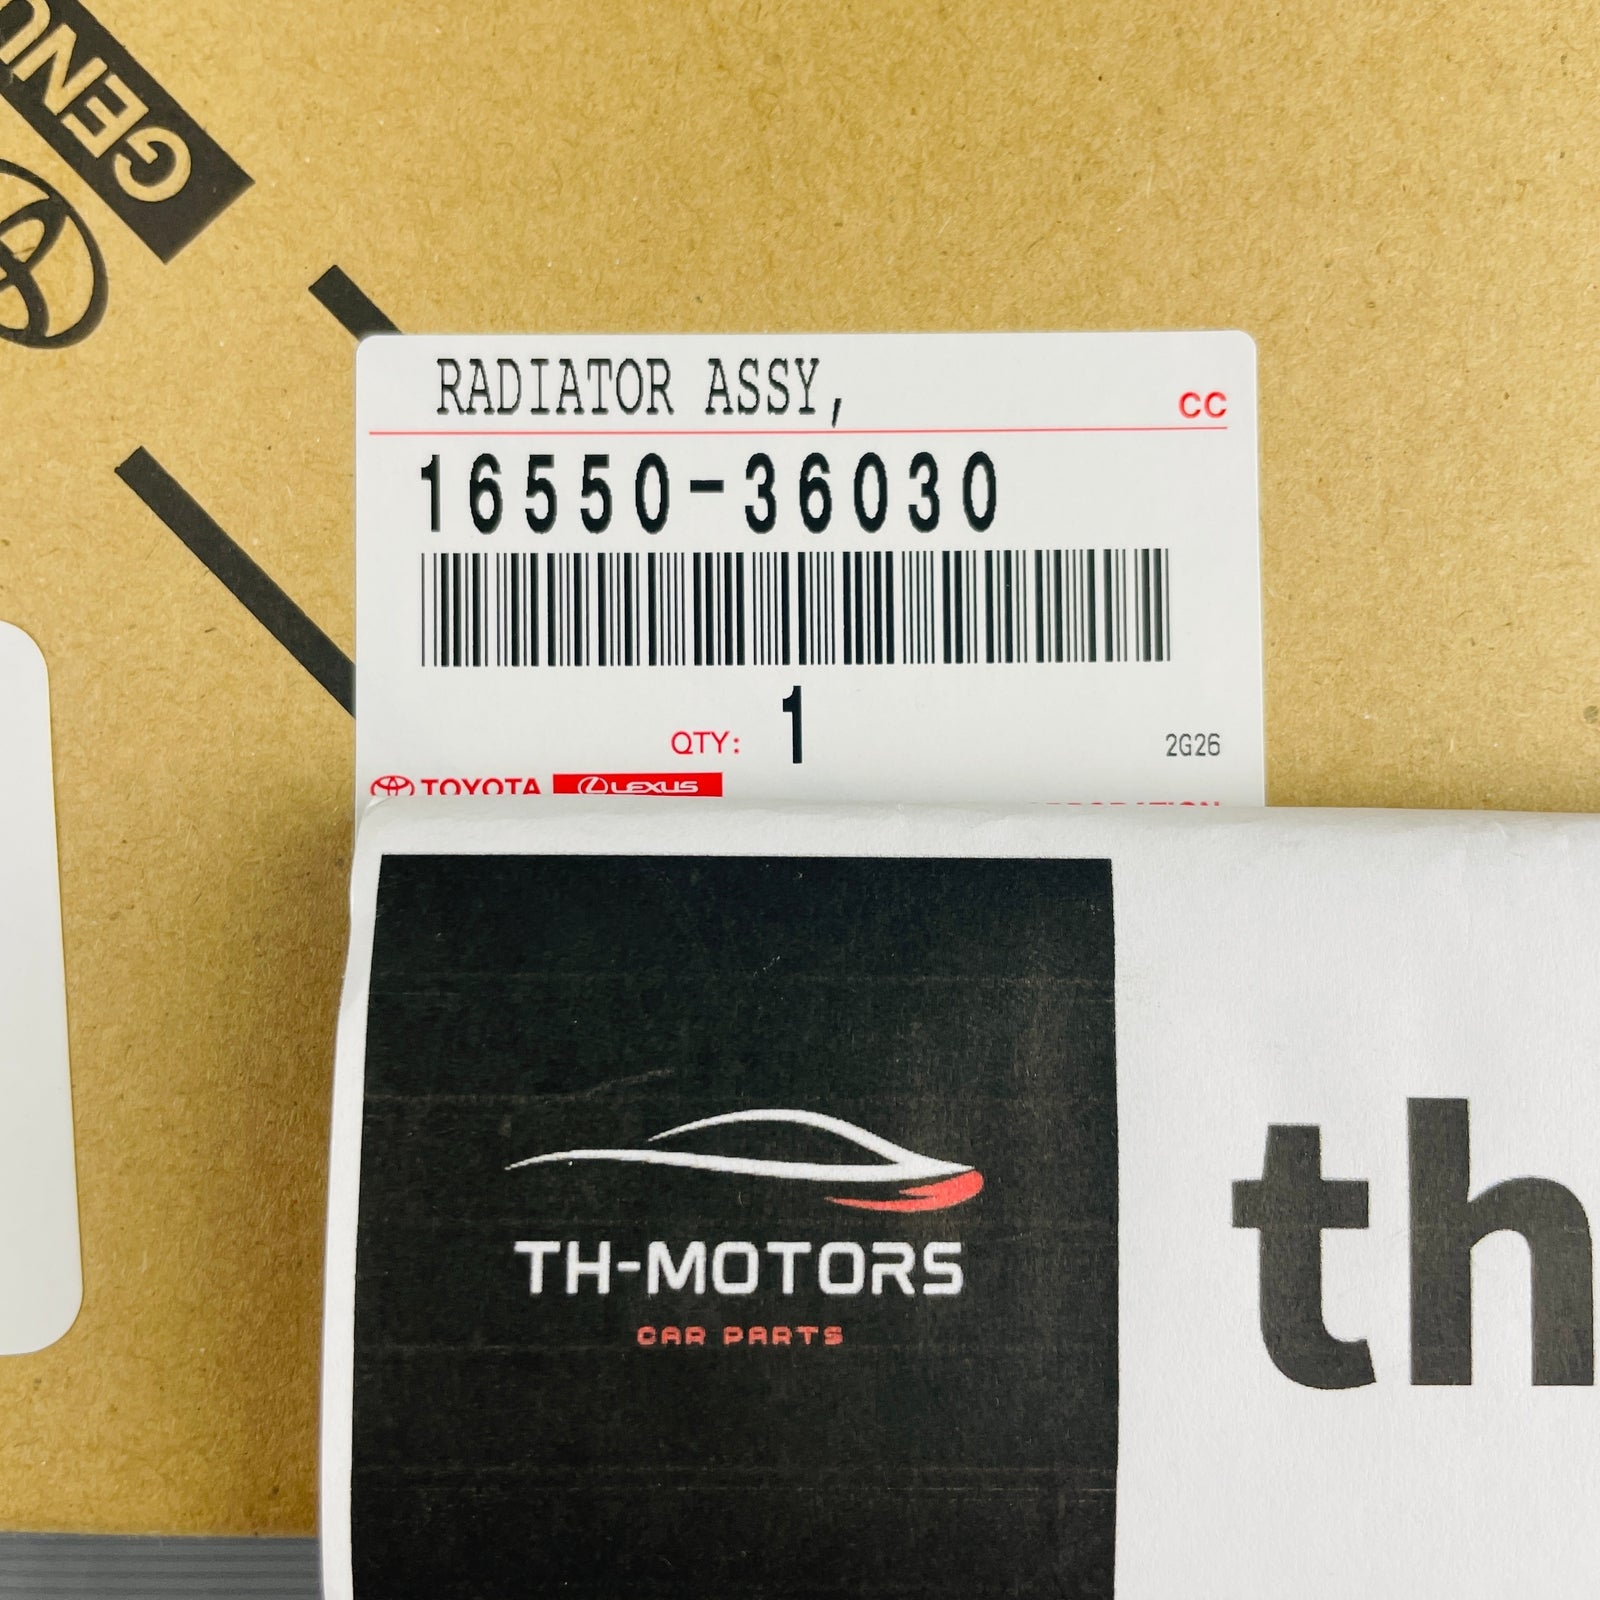 GENU
RADIATOR ASSY,
CC
16550-36030
QTY: 1
2G26
TOYOTA LEXUS
TH-MOTORS
CAR PARTS
th